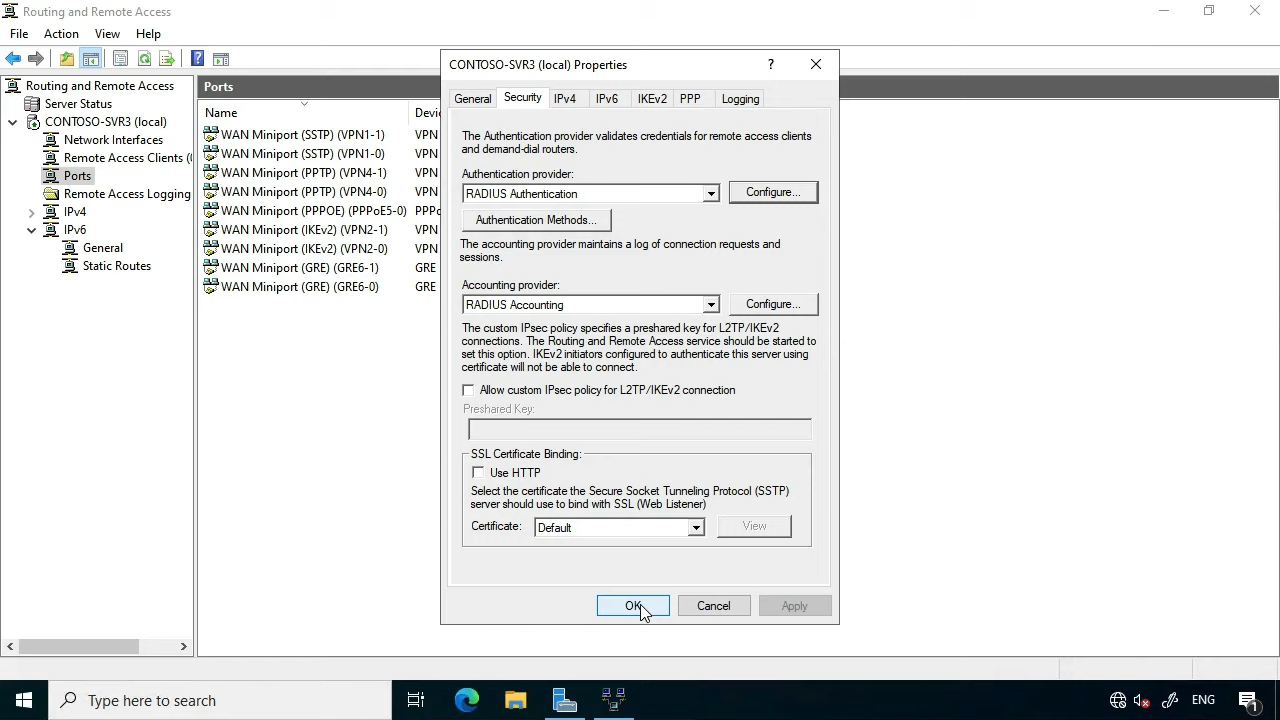 Routing and Remote Access
File Action View Help
Routing and Remote Access
Server Status
CONTOSO-SVR3 (local)
Network Interfaces
Remote Access Clients (
Ports
Remote Access Logging
IPv4
IPv6
General
Static Routes
Ports
Name
WAN Miniport (SSTP) (VPN1-1) VPN
WAN Miniport (SSTP) (VPN1-0) VPN
WAN Miniport (PPTP) (VPN4-1) VPN
WAN Miniport (PPTP) (VPN4-0) VPN
WAN Miniport (PPPOE) (PPPoE5-0)
WAN Miniport (IKEv2) (VPN2-1) VPN
WAN Miniport (IKEv2) (VPN2-0) VPN
WAN Miniport (GRE) (GRE6-1) GRE
WAN Miniport (GRE) (GRE6-0) GRE
CONTOSO-SVR3 (local) Properties
General Security IPv4 IPv6 IKEv2 PPP Logging
The Authentication provider validates credentials for remote access clients
and demand-dial routers.
Authentication provider:
RADIUS Authentication Configure...
Authentication Methods...
The accounting provider maintains a log of connection requests and
sessions.
Accounting provider:
RADIUS Accounting Configure...
The custom IPsec policy specifies a preshared key for L2TP/IKEv2
connections. The Routing and Remote Access service should be started to
set this option. IKEv2 initiators configured to authenticate this server using
certificate will not be able to connect.
Allow custom IPsec policy for L2TP/IKEv2 connection
Preshared Key:
SSL Certificate Binding:
Use HTTP
Select the certificate the Secure Socket Tunneling Protocol (SSTP)
server should use to bind with SSL (Web Listener)
Certificate: Default View
OK Cancel Apply
Type here to search
ENG
1